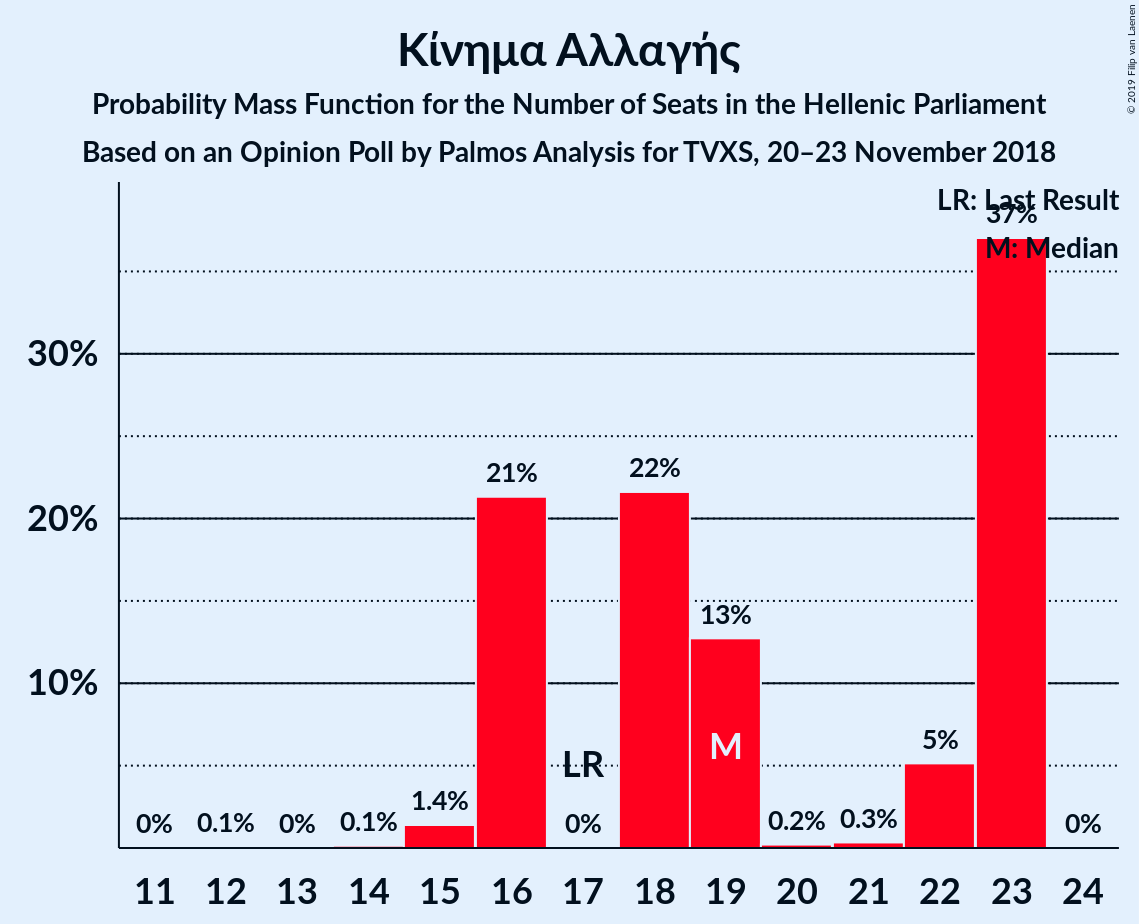 Κίνημα Αλλαγής
Probability Mass Function for the Number of Seats in the Hellenic Parliament
Based on an Opinion Poll by Palmos Analysis for TVXS, 20–23 November 2018
© 2019 Filip van Laenen
LR: Last Result
M: Median
37%
30%
20%
10%
0%
0.1%
0%
0.1%
1.4%
21%
LR
0%
22%
13%
M
0.2%
0.3%
5%
0%
11 12 13 14 15 16 17 18 19 20 21 22 23 24